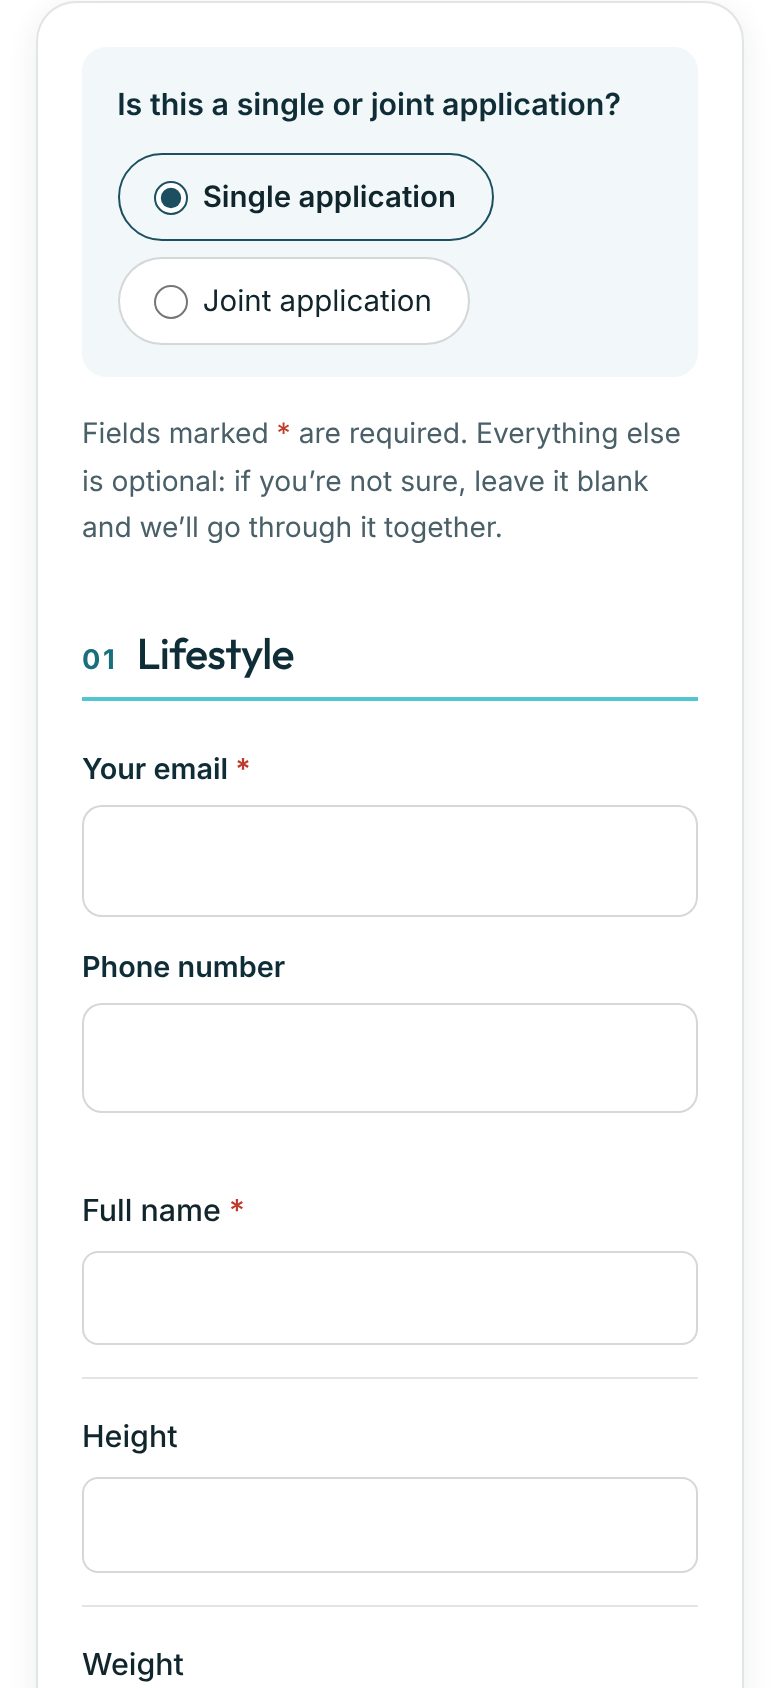 Is this a single or joint application?
Single application
Joint application
Fields marked * are required. Everything else
is optional: if you’re not sure, leave it blank
and we’ll go through it together.
01 Lifestyle
Your email *
Phone number
Full name *
Height
Weight